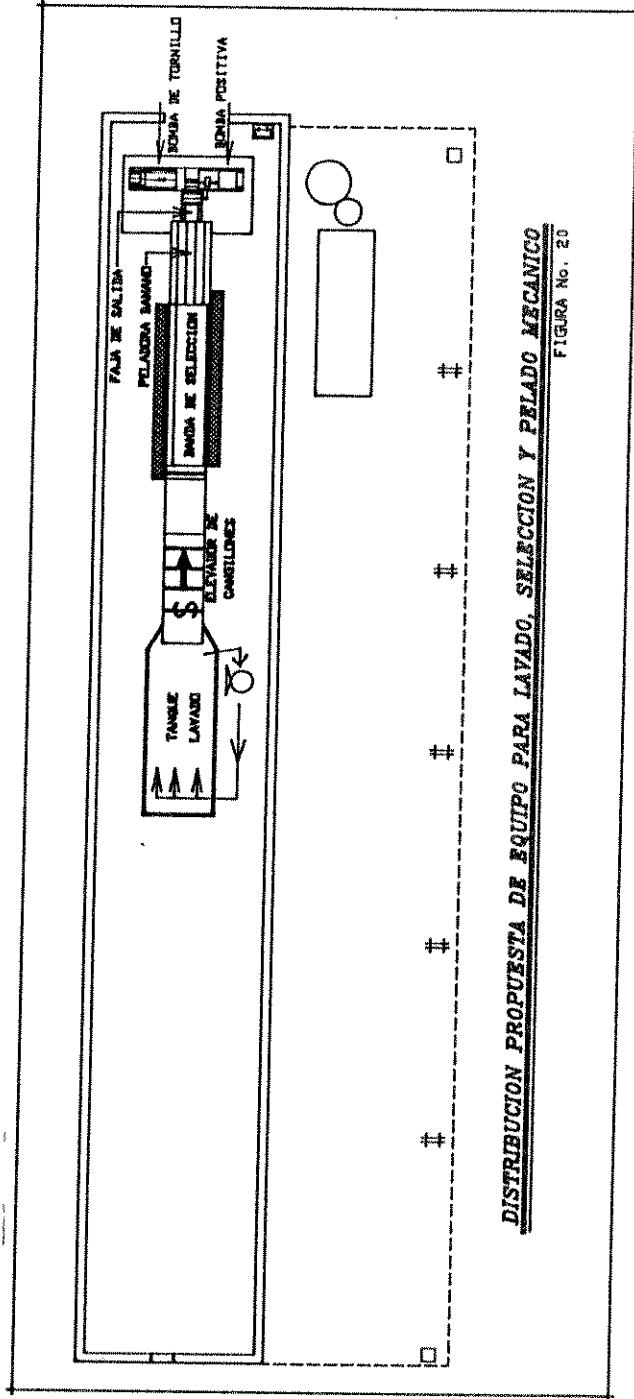 BOMBA DE TORNILLO
BOMBA POSITIVA
FAJA DE SALIDA
PELADORA BANANO
BANDA DE SELECCION
ELEVADOR DE
CANGILONES
S
TANQUE
LAVADO
DISTRIBUCION PROPUESTA DE EQUIPO PARA LAVADO, SELECCION Y PELADO MECANICO
FIGURA No. 20